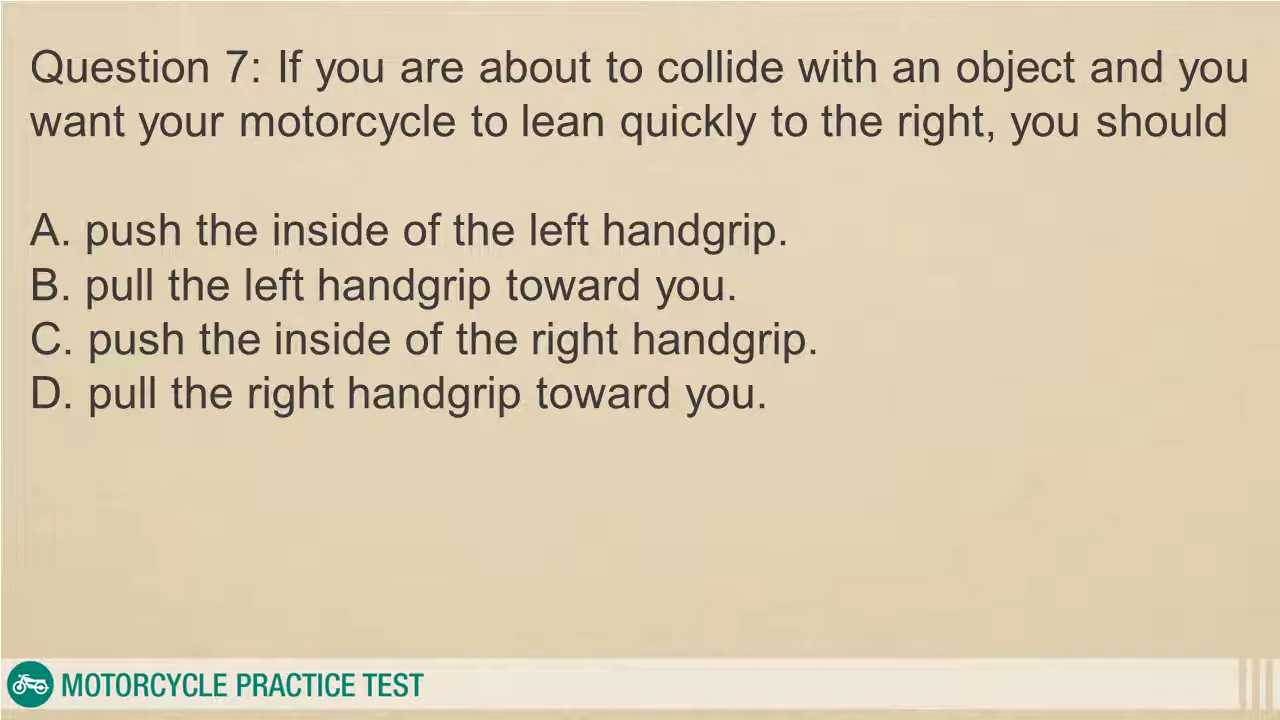 Question 7: If you are about to collide with an object and you
want your motorcycle to lean quickly to the right, you should
A. push the inside of the left handgrip.
B. pull the left handgrip toward you.
C. push the inside of the right handgrip.
D. pull the right handgrip toward you.
MOTORCYCLE PRACTICE TEST